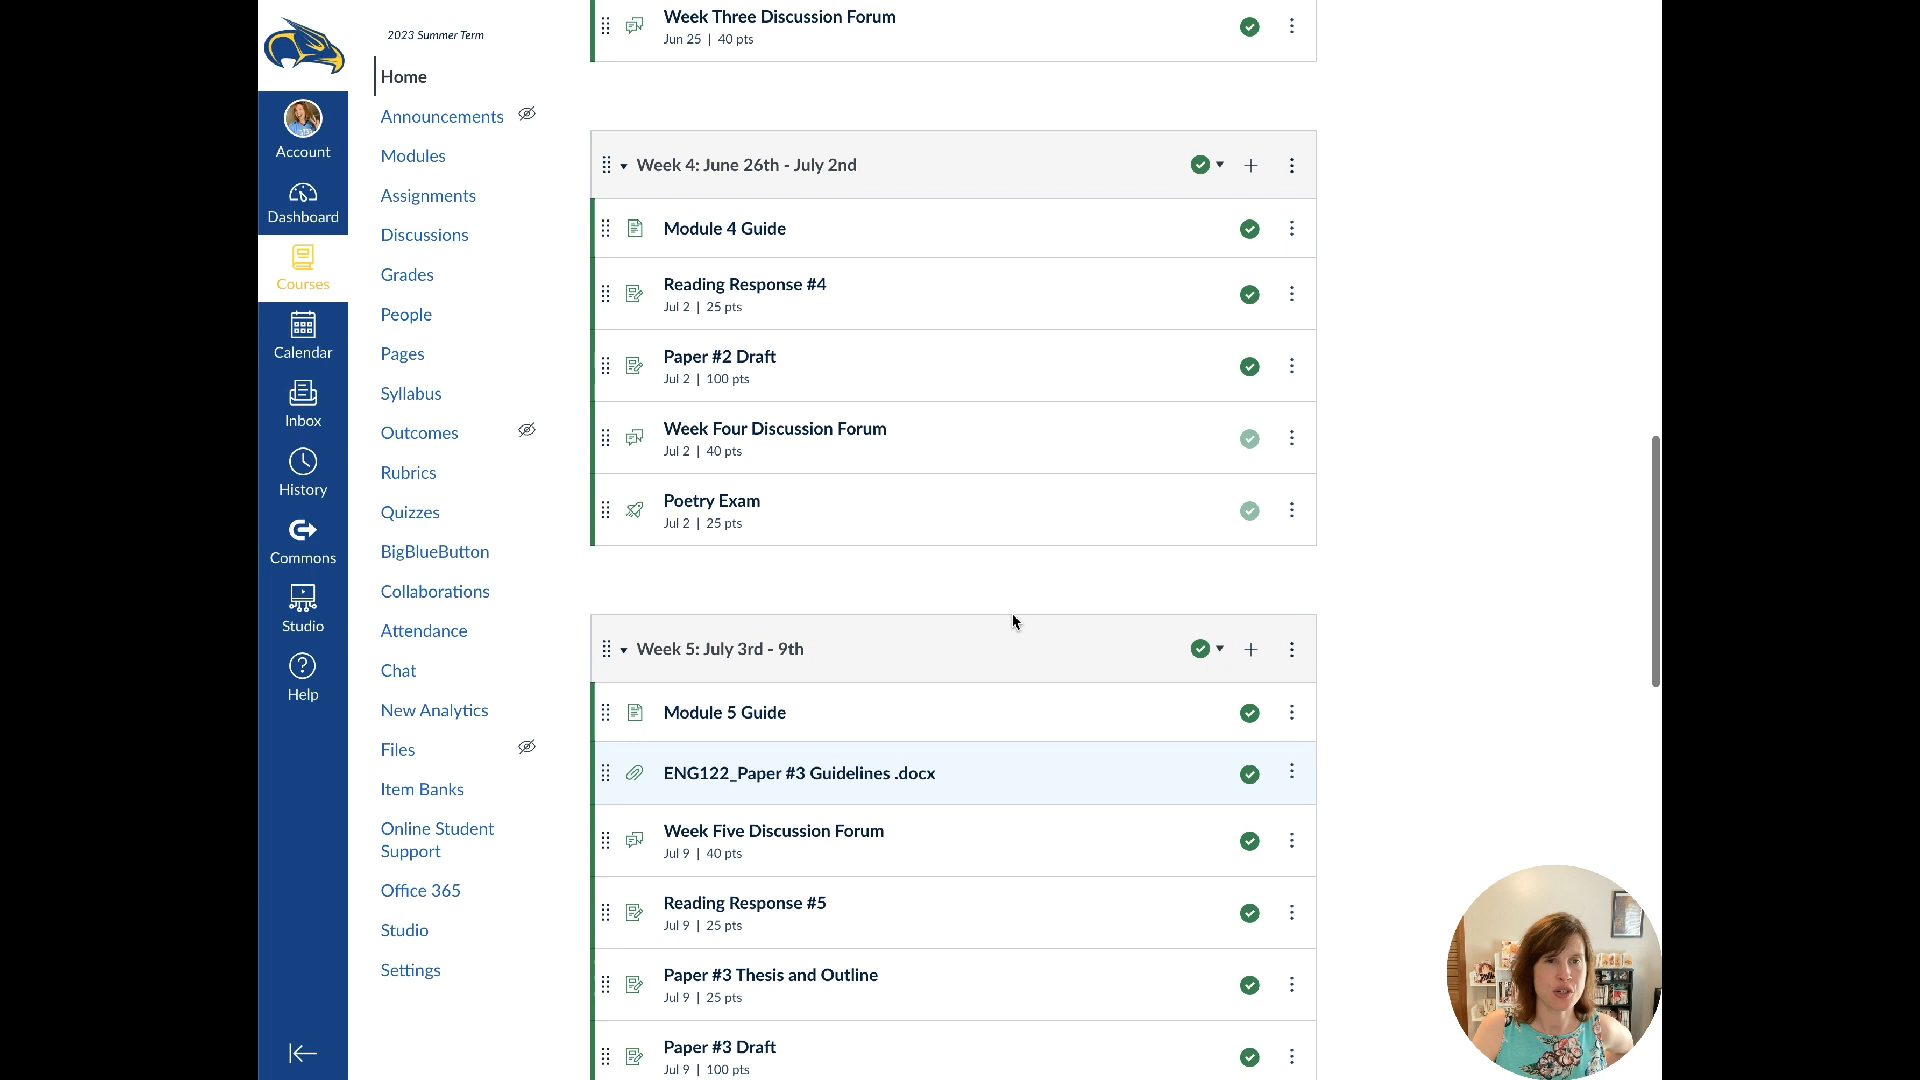 2023 Summer Term
Home
Announcements
Modules
Assignments
Discussions
Grades
People
Pages
Syllabus
Outcomes
Rubrics
Quizzes
BigBlueButton
Collaborations
Attendance
Chat
New Analytics
Files
Item Banks
Online Student
Support
Office 365
Studio
Settings
Account
Dashboard
Courses
Calendar
Inbox
History
Commons
Studio
Help
Week Three Discussion Forum
Jun 25 | 40 pts
Week 4: June 26th - July 2nd
Module 4 Guide
Reading Response #4
Jul 2 | 25 pts
Paper #2 Draft
Jul 2 | 100 pts
Week Four Discussion Forum
Jul 2 | 40 pts
Poetry Exam
Jul 2 | 25 pts
Week 5: July 3rd - 9th
Module 5 Guide
ENG122_Paper #3 Guidelines .docx
Week Five Discussion Forum
Jul 9 | 40 pts
Reading Response #5
Jul 9 | 25 pts
Paper #3 Thesis and Outline
Jul 9 | 25 pts
Paper #3 Draft
Jul 9 | 100 pts